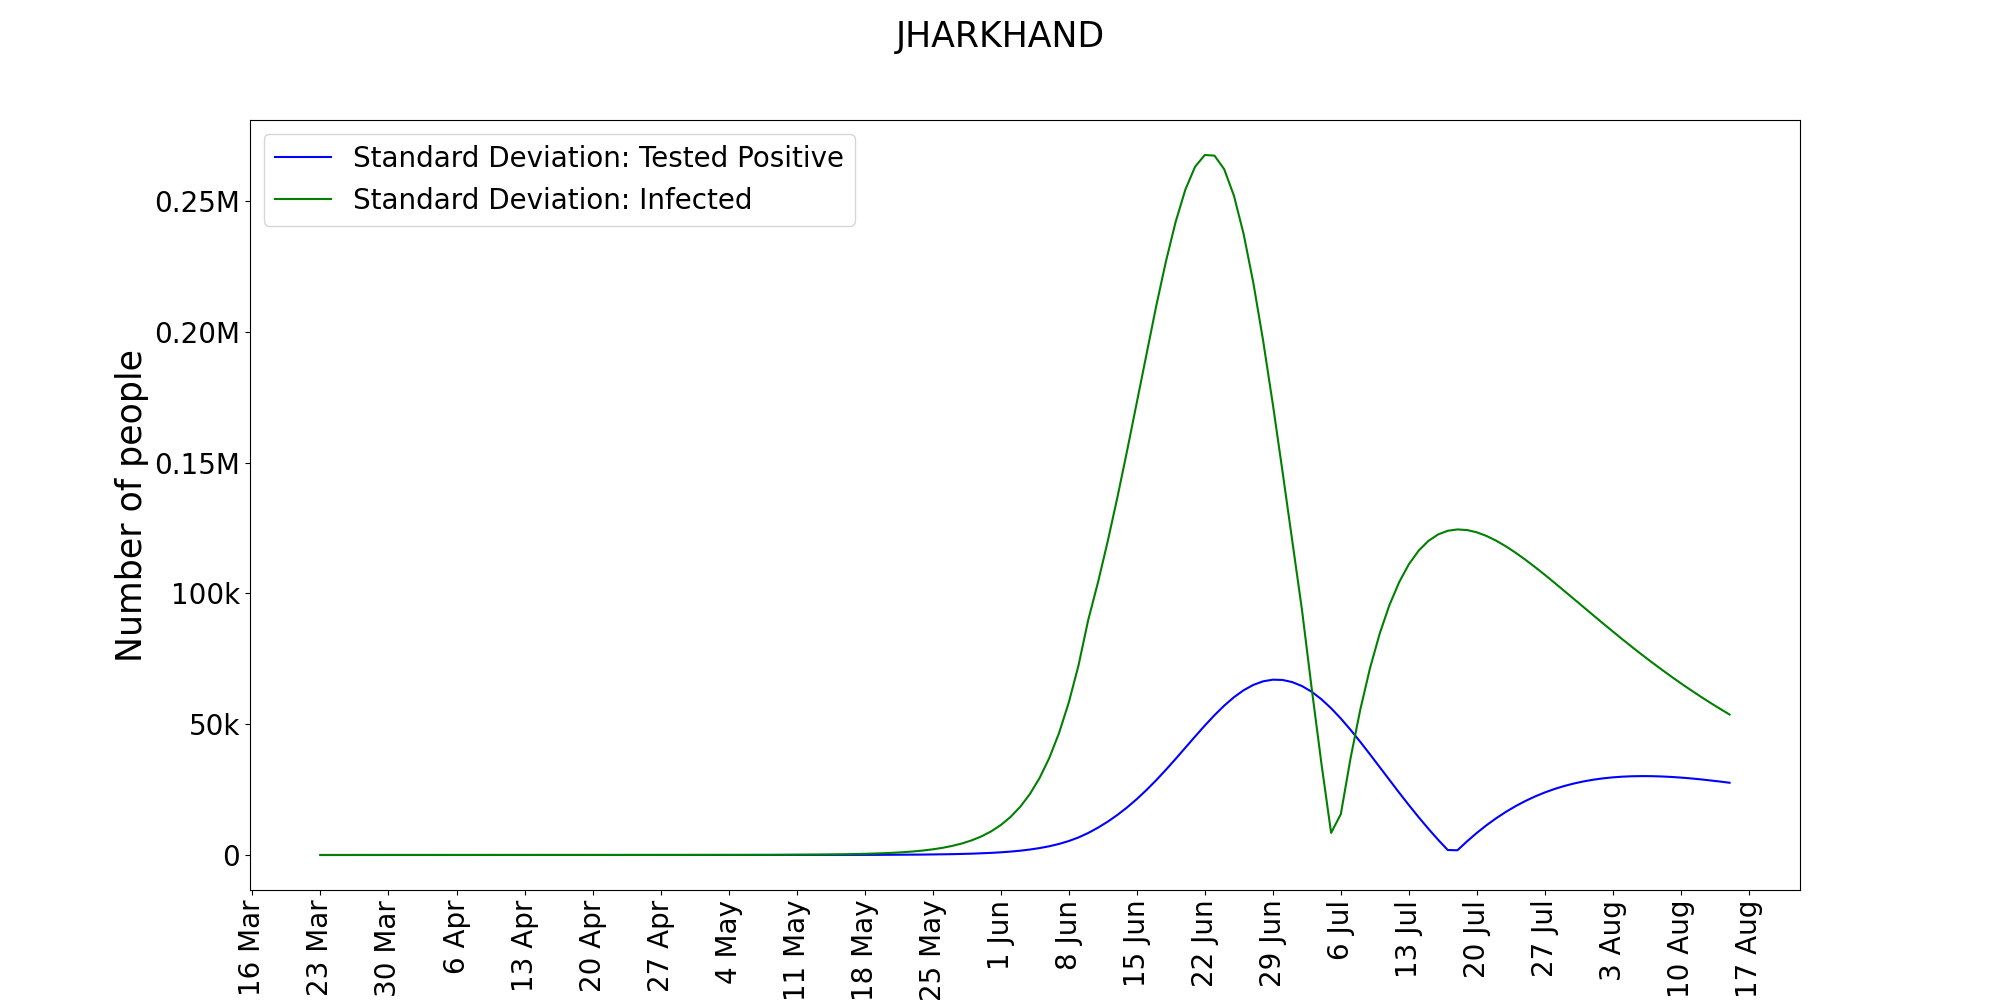 JHARKHAND
Standard Deviation: Tested Positive
Standard Deviation: Infected
Number of people
0.25M
0.20M
0.15M
100k
50k
0
16 Mar
23 Mar
30 Mar
6 Apr
13 Apr
20 Apr
27 Apr
4 May
11 May
18 May
25 May
1 Jun
8 Jun
15 Jun
22 Jun
29 Jun
6 Jul
13 Jul
20 Jul
27 Jul
3 Aug
10 Aug
17 Aug